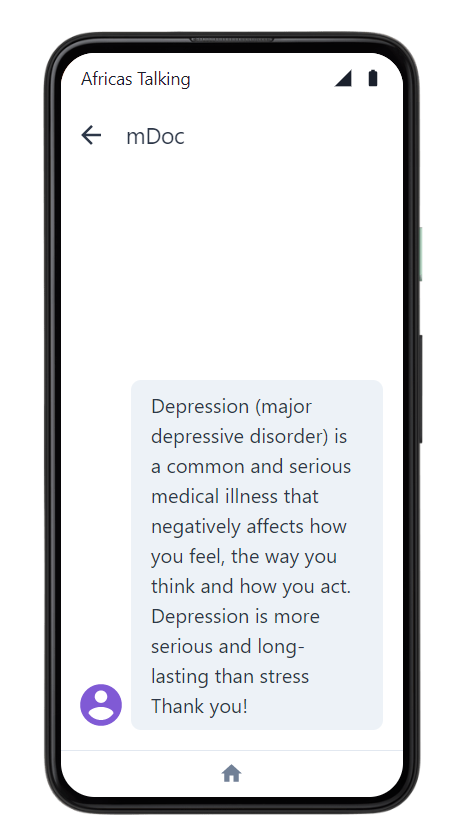 Africas Talking
mDoc
Depression (major
depressive disorder) is
a common and serious
medical illness that
negatively affects how
you feel, the way you
think and how you act.
Depression is more
serious and long-
lasting than stress
Thank you!